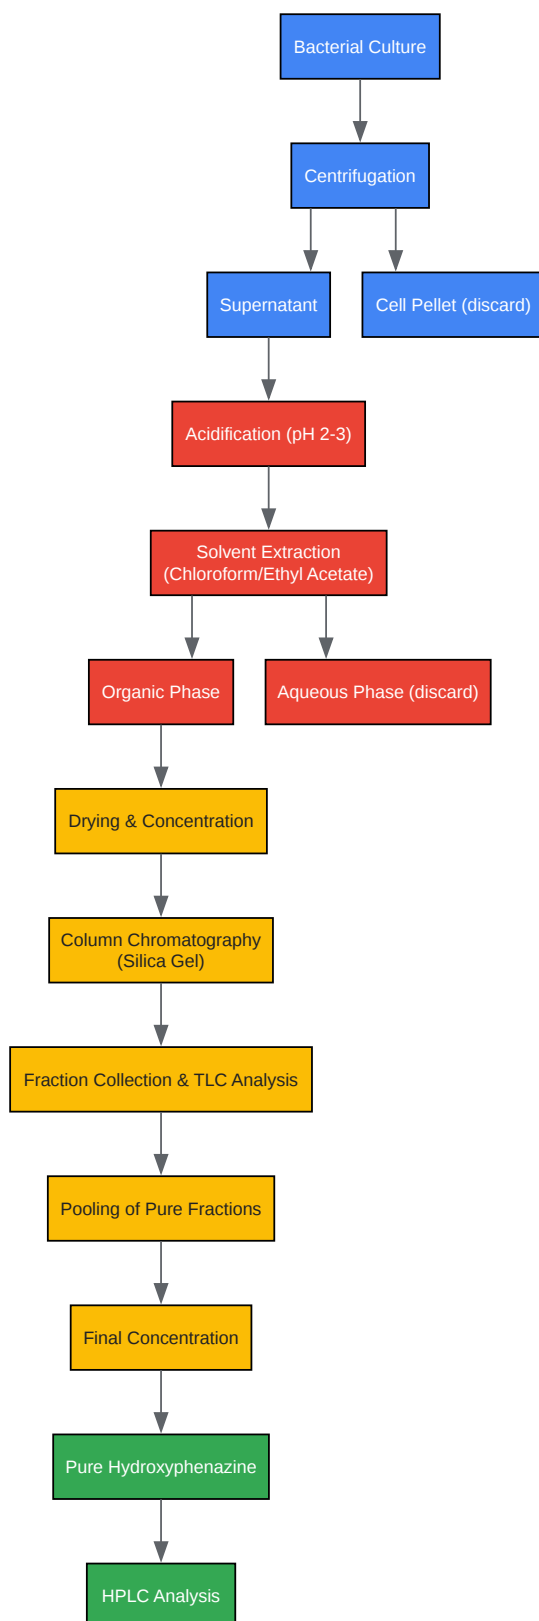 Bacterial Culture
Centrifugation
Supernatant
Cell Pellet (discard)
Acidification (pH 2-3)
Solvent Extraction
(Chloroform/Ethyl Acetate)
Organic Phase
Aqueous Phase (discard)
Drying & Concentration
Column Chromatography
(Silica Gel)
Fraction Collection & TLC Analysis
Pooling of Pure Fractions
Final Concentration
Pure Hydroxyphenazine
HPLC Analysis